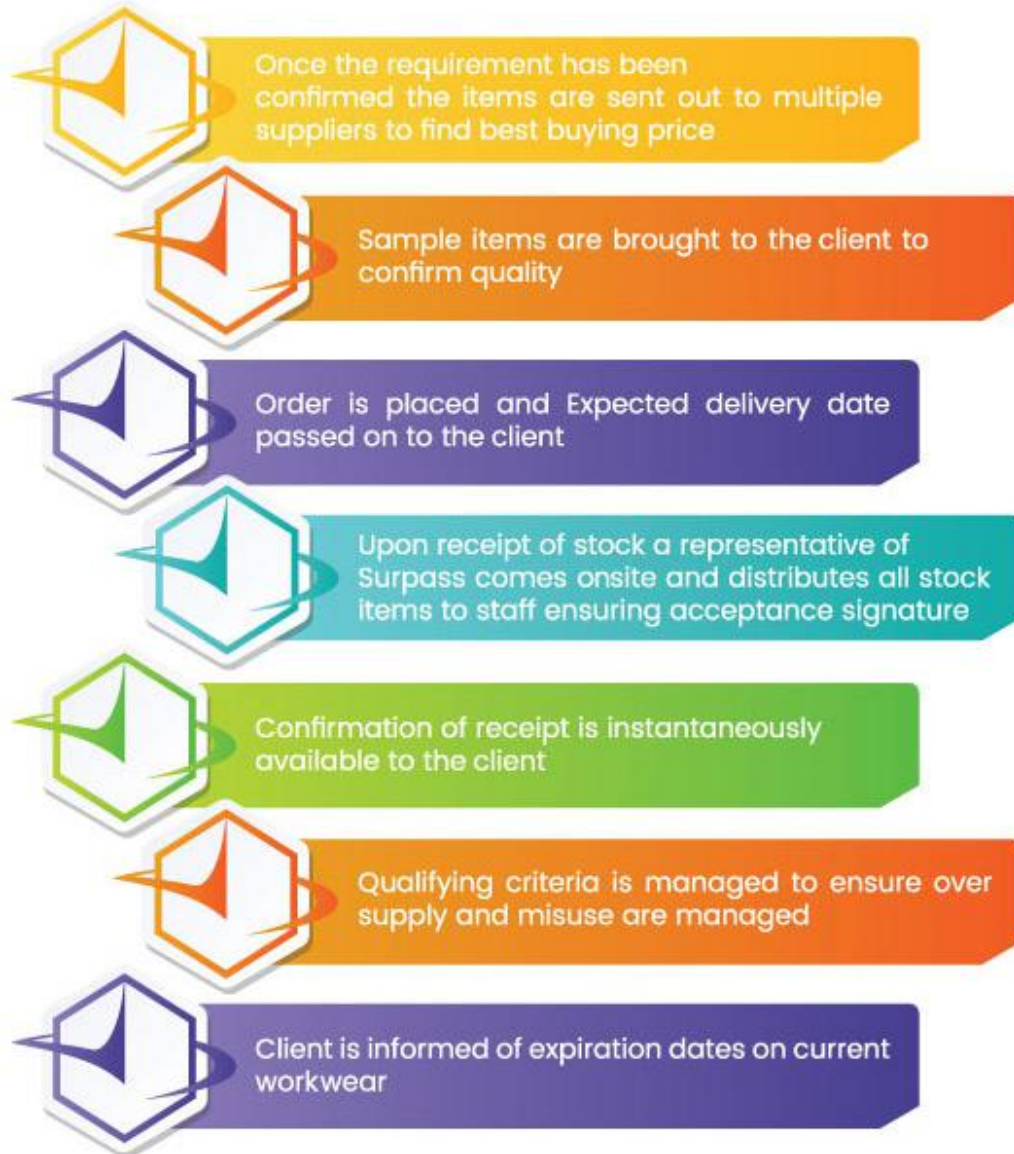 Once the requirement has been
confirmed the items are sent out to multiple
suppliers to find best buying price
Sample items are brought to the client to
confirm quality
Order is placed and Expected delivery date
passed on to the client
Upon receipt of stock a representative of
Surpass comes onsite and distributes all stock
items to staff ensuring acceptance signature
Confirmation of receipt is instantaneously
available to the client
Qualifying criteria is managed to ensure over
supply and misuse are managed
Client is informed of expiration dates on current
workwear